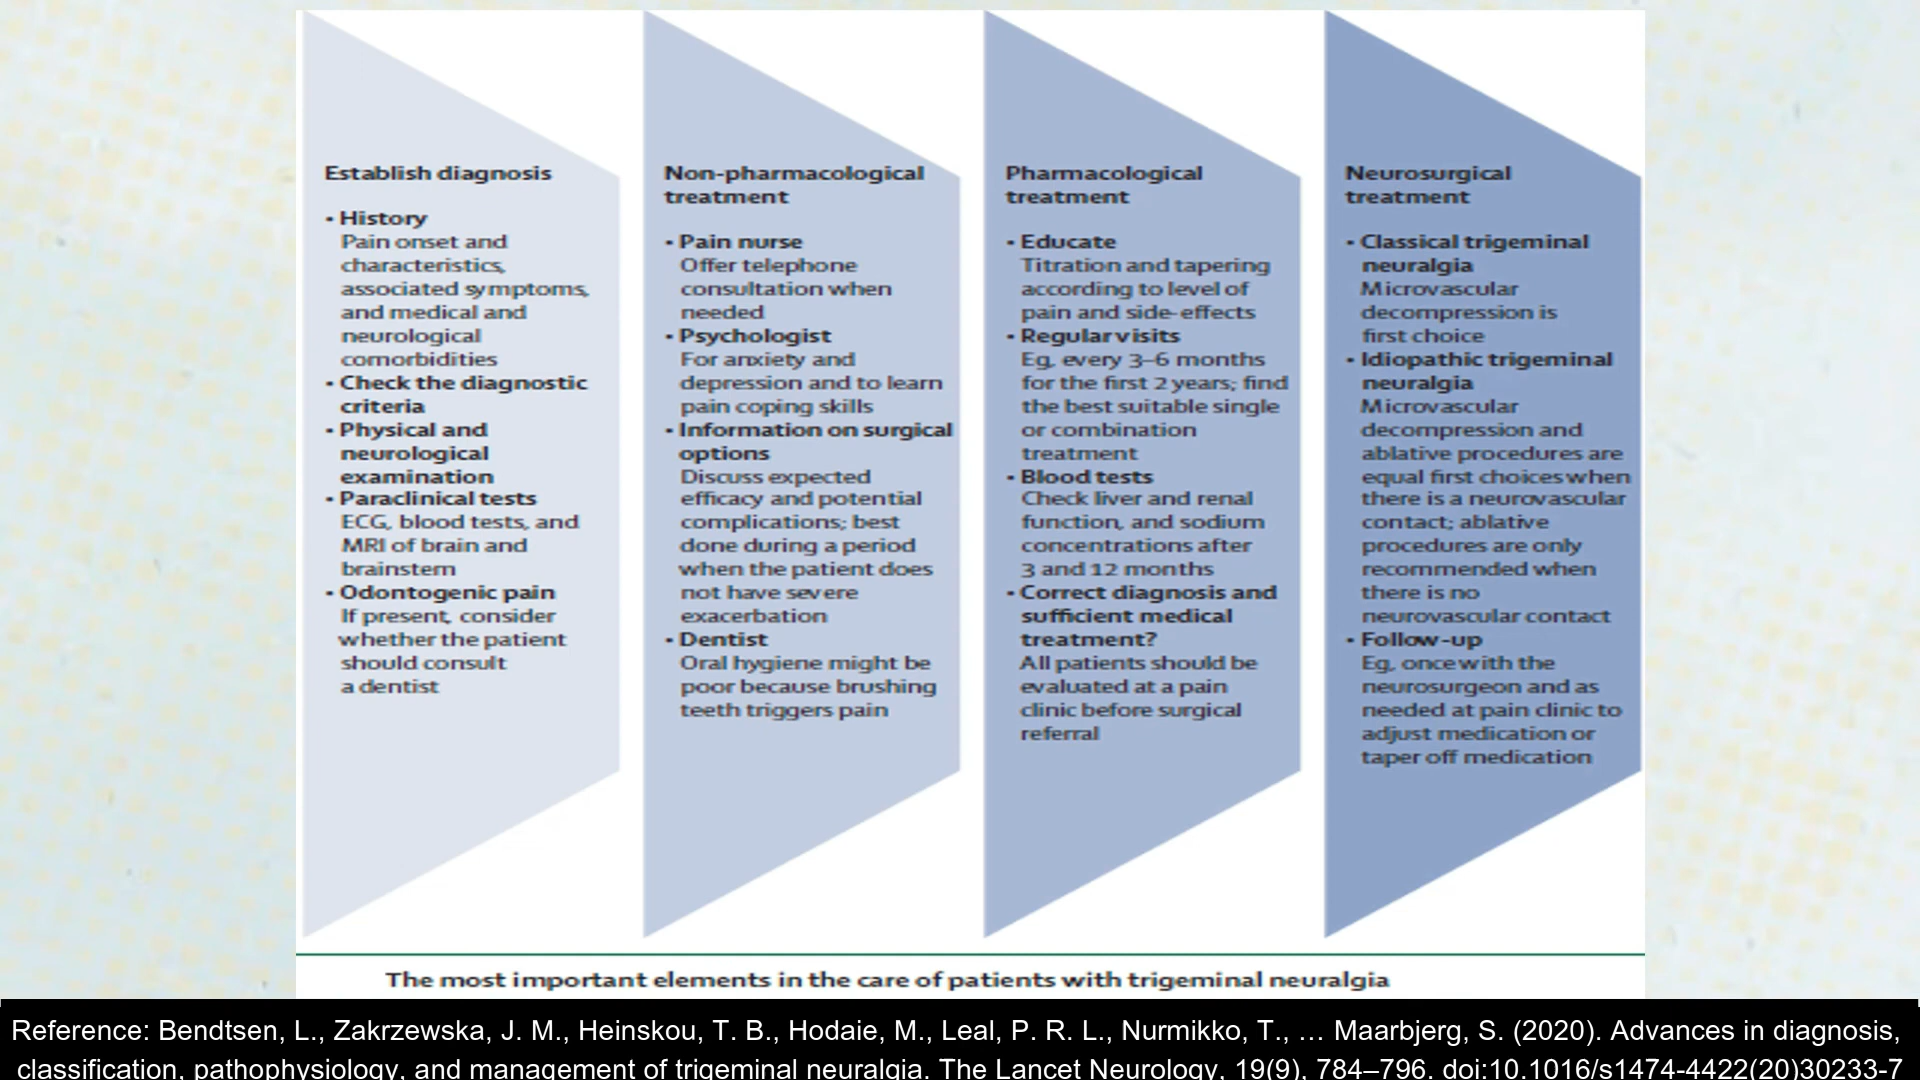 Establish diagnosis
• History
Pain onset and
characteristics,
associated symptoms,
and medical and
neurological
comorbidities
• Check the diagnostic
criteria
• Physical and
neurological
examination
• Paraclinical tests
ECG, blood tests, and
MRI of brain and
brainstem
• Odontogenic pain
If present, consider
whether the patient
should consult
a dentist
Non-pharmacological
treatment
• Pain nurse
Offer telephone
consultation when
needed
• Psychologist
For anxiety and
depression and to learn
pain coping skills
• Information on surgical
options
Discuss expected
efficacy and potential
complications; best
done during a period
when the patient does
not have severe
exacerbation
• Dentist
Oral hygiene might be
poor because brushing
teeth triggers pain
Pharmacological
treatment
• Educate
Titration and tapering
according to level of
pain and side-effects
• Regular visits
Eg, every 3–6 months
for the first 2 years; find
the best suitable single
or combination
treatment
• Blood tests
Check liver and renal
function, and sodium
concentrations after
3 and 12 months
• Correct diagnosis and
sufficient medical
treatment?
All patients should be
evaluated at a pain
clinic before surgical
referral
Neurosurgical
treatment
• Classical trigeminal
neuralgia
Microvascular
decompression is
first choice
• Idiopathic trigeminal
neuralgia
Microvascular
decompression and
ablative procedures are
equal first choices when
there is a neurovascular
contact; ablative
procedures are only
recommended when
there is no
neurovascular contact
• Follow-up
Eg, once with the
neurosurgeon and as
needed at pain clinic to
adjust medication or
taper off medication
The most important elements in the care of patients with trigeminal neuralgia
Reference: Bendtsen, L., Zakrzewska, J. M., Heinskou, T. B., Hodaie, M., Leal, P. R. L., Nurmikko, T., … Maarbjerg, S. (2020). Advances in diagnosis,
classification, pathophysiology, and management of trigeminal neuralgia. The Lancet Neurology, 19(9), 784–796. doi:10.1016/s1474-4422(20)30233-7